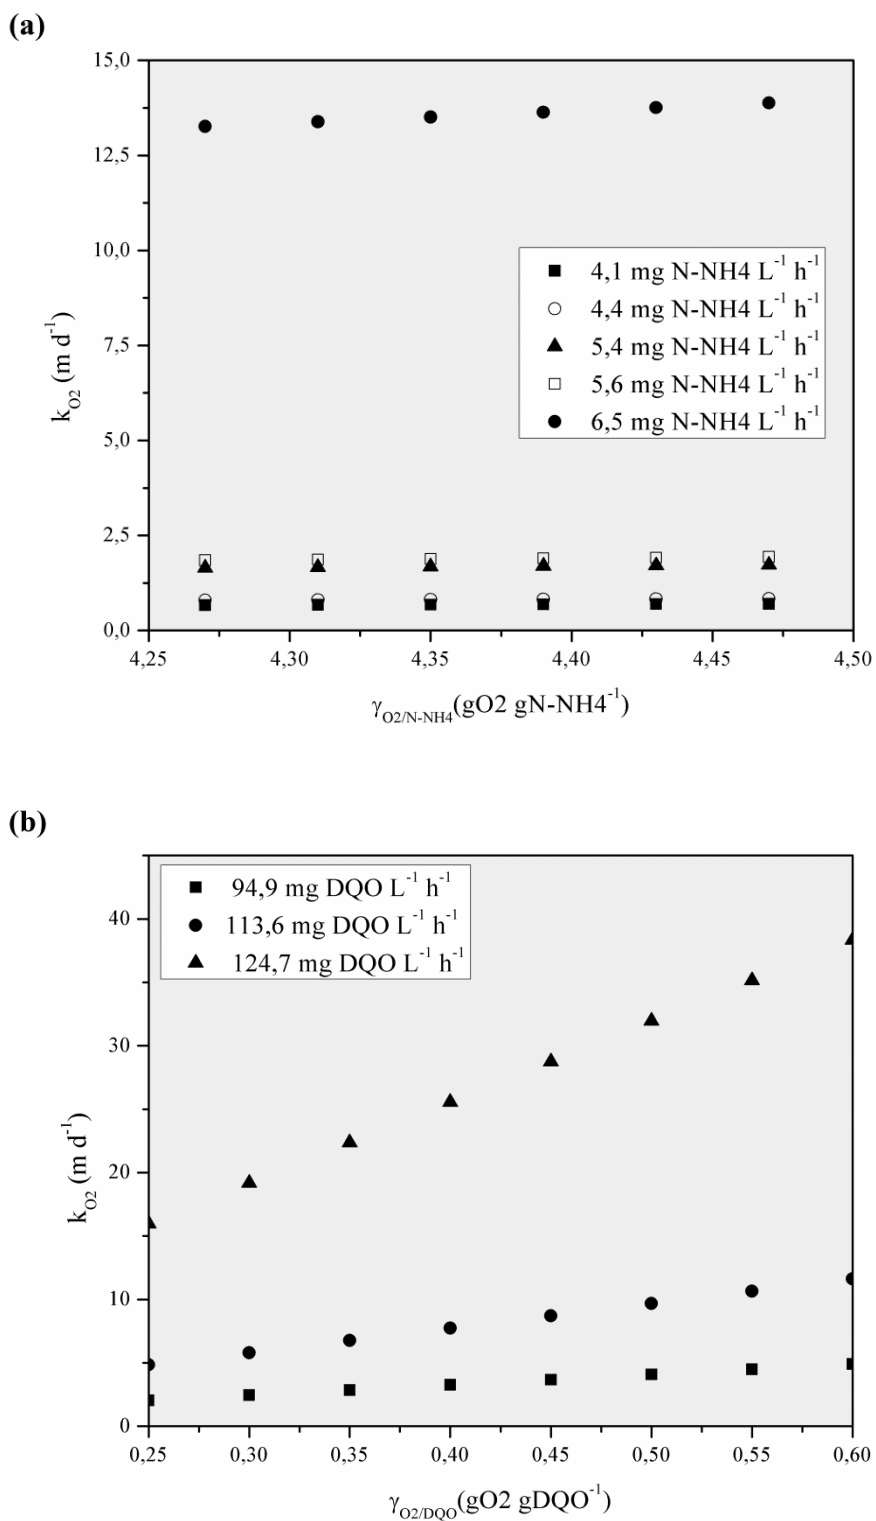 (a)
15,0
12,5
10,0
7,5
5,0
2,5
0,0
k_O2 (m d^-1)
4,1 mg N-NH4 L^-1 h^-1
4,4 mg N-NH4 L^-1 h^-1
5,4 mg N-NH4 L^-1 h^-1
5,6 mg N-NH4 L^-1 h^-1
6,5 mg N-NH4 L^-1 h^-1
4,25 4,30 4,35 4,40 4,45 4,50
γ_O2/N-NH4(gO2 gN-NH4^-1)
(b)
40
30
20
10
0
k_O2 (m d^-1)
94,9 mg DQO L^-1 h^-1
113,6 mg DQO L^-1 h^-1
124,7 mg DQO L^-1 h^-1
0,25 0,30 0,35 0,40 0,45 0,50 0,55 0,60
γ_O2/DQO(gO2 gDQO^-1)